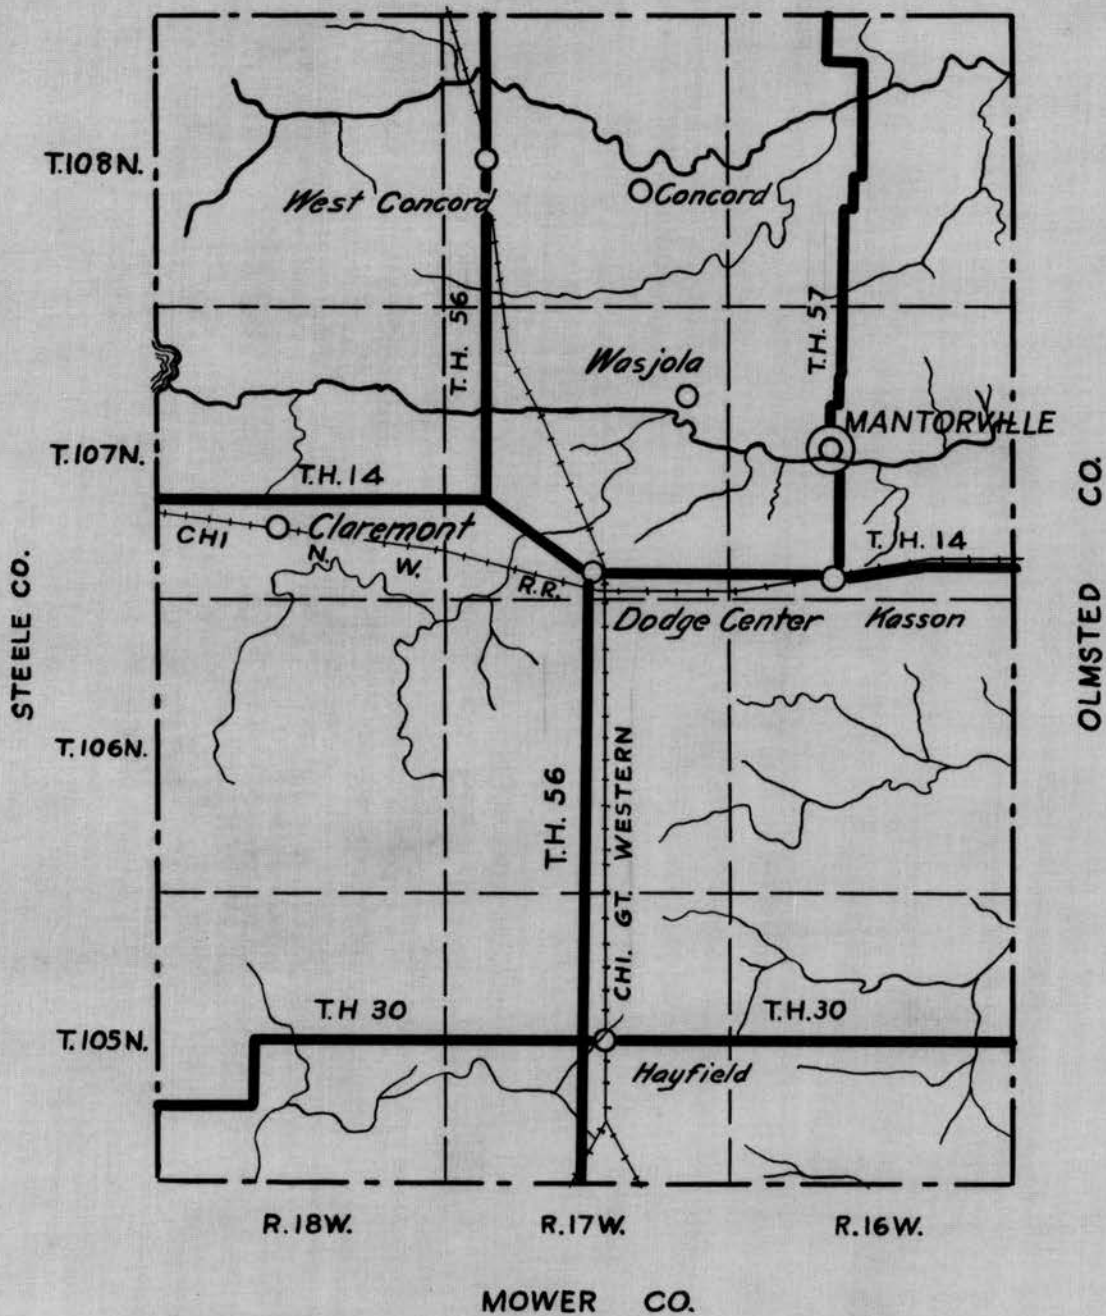 T.108N.
West Concord
Concord
T.H. 56
T.H. 57
Wasjola
MANTORVILLE
T.107N.
T.H. 14
CHI
Claremont
N.
W.
R.R.
T. H. 14
Dodge Center
Kasson
STEELE CO.
OLMSTED CO.
T.106N.
T.H. 56
CHI. GT. WESTERN
T.H 30
T.H.30
T.105N.
Hayfield
R.18W.
R.17W.
R.16W.
MOWER CO.